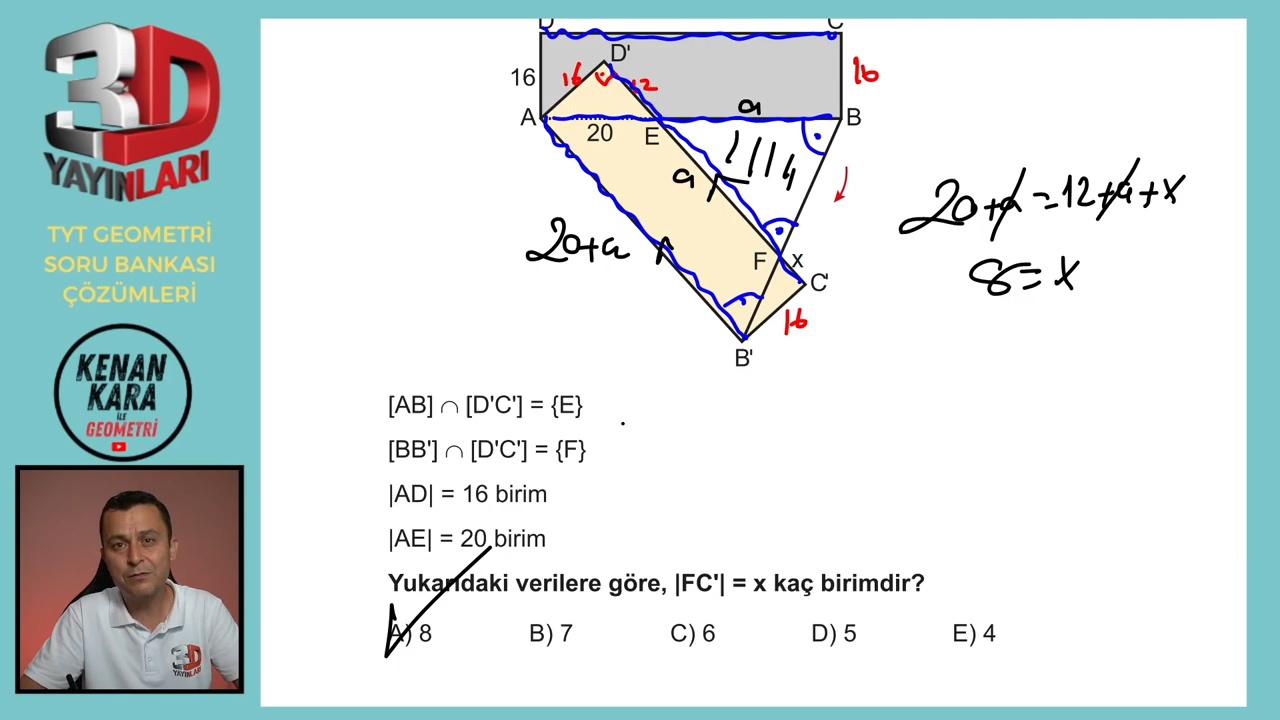 3D
YAYINLARI
TYT GEOMETRİ
SORU BANKASI
ÇÖZÜMLERİ
KENAN
KARA
İLE
GEOMETRİ
D
C
D'
16
16
12
16
a
A
20
E
B
a
20+a
F
x
C'
16
B'
20+a=12+a+x
8=x
[AB] ∩ [D'C'] = {E}
[BB'] ∩ [D'C'] = {F}
|AD| = 16 birim
|AE| = 20 birim
Yukarıdaki verilere göre, |FC'| = x kaç birimdir?
A) 8 B) 7 C) 6 D) 5 E) 4
3D
YAYINLARI